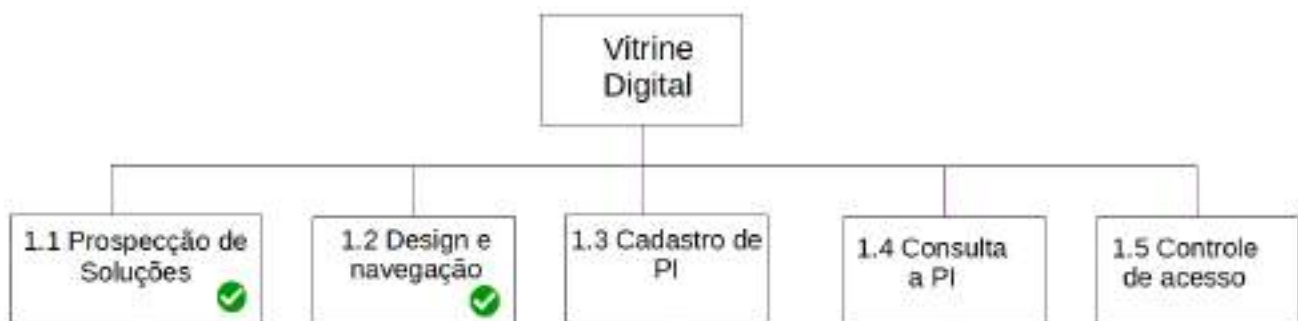 Vitrine
Digital
1.1 Prospecção de
Soluções
1.2 Design e
navegação
1.3 Cadastro de
PI
1.4 Consulta
a PI
1.5 Controle
de acesso